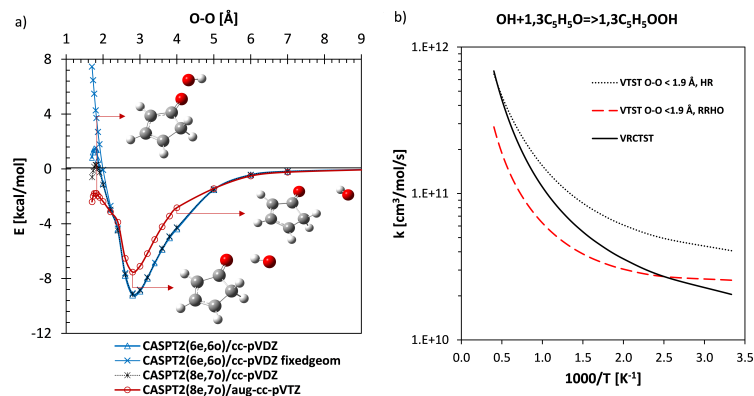 a)
O-O [Å]
1 2 3 4 5 6 7 8 9
8
4
0
-4
-8
-12
E [kcal/mol]
CASPT2(6e,6o)/cc-pVDZ
CASPT2(6e,6o)/cc-pVDZ fixedgeom
CASPT2(8e,7o)/cc-pVDZ
CASPT2(8e,7o)/aug-cc-pVTZ
b)
OH+1,3C₅H₅O=>1,3C₅H₅OOH
1.E+12
1.E+11
1.E+10
k [cm³/mol/s]
VTST O-O < 1.9 Å, HR
VTST O-O <1.9 Å, RRHO
VRCTST
0.0 0.5 1.0 1.5 2.0 2.5 3.0 3.5
1000/T [K⁻¹]